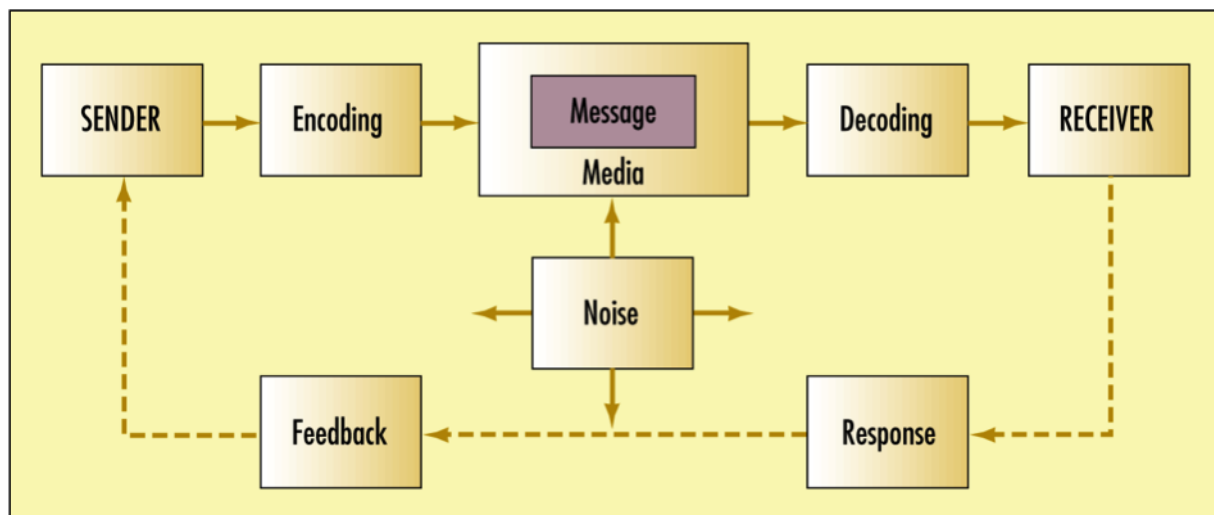 SENDER
Encoding
Message
Media
Decoding
RECEIVER
Noise
Feedback
Response